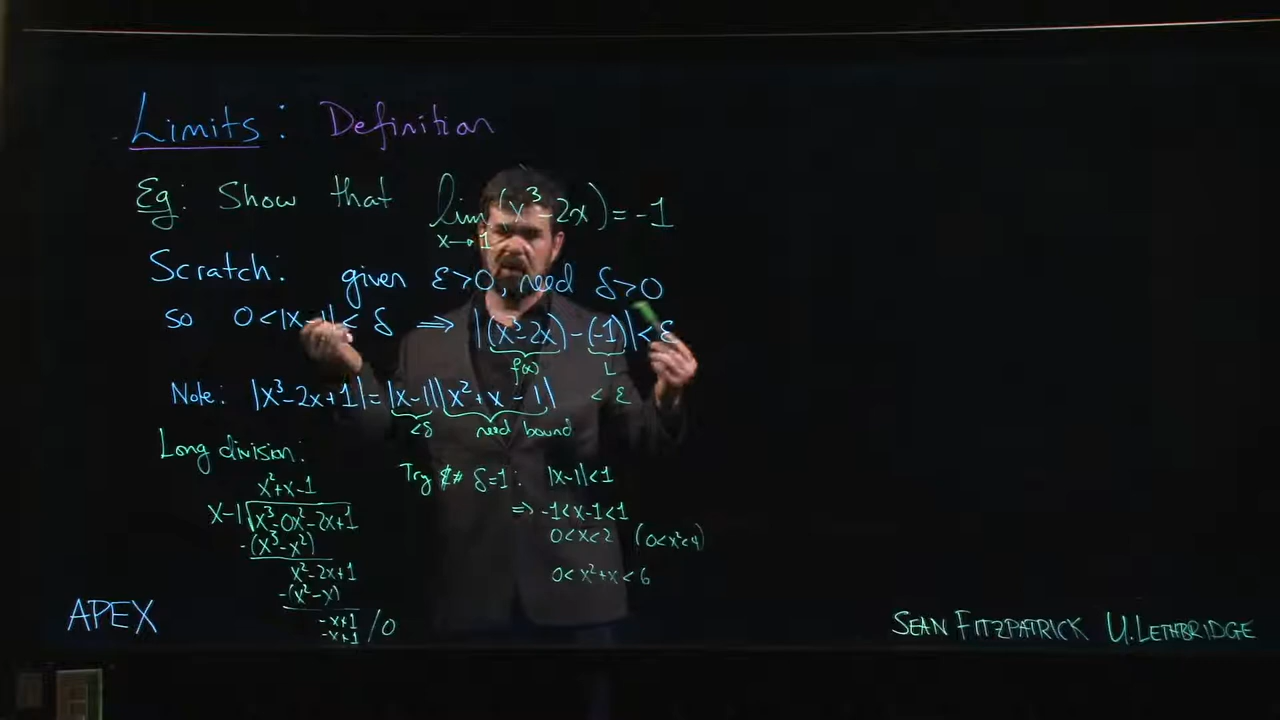 Limits: Definition
Eg: Show that lim x→1 (x³-2x) = -1
Scratch: given ε>0, need δ>0
so 0<|x-1|<δ ⟹ |(x³-2x)-(-1)|<ε
f(x) L
Note: |x³-2x+1|=|x-1||x²+x-1| <ε
<δ need bound
Long division:
x²+x-1
x-1 x³-0x²-2x+1
-(x³-x²)
x²-2x+1
-(x²-x)
-x+1
-x+1 /0
Try δ=1: |x-1|<1
=> -1<x-1<1
0<x<2 (0<x²<4)
0<x²+x<6
APEX
SEAN FITZPATRICK U. LETHBRIDGE